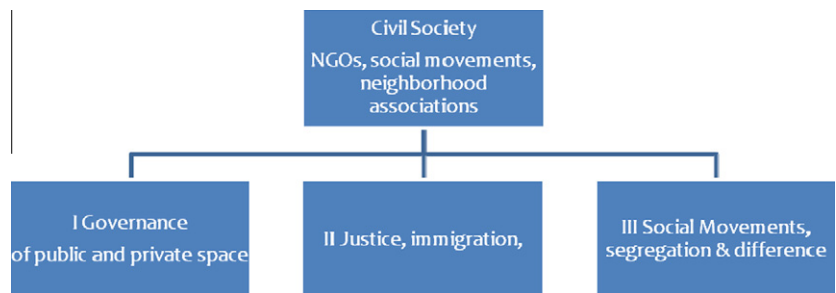 Civil Society
NGOs, social movements,
neighborhood
associations
I Governance
of public and private space
II Justice, immigration,
III Social Movements,
segregation & difference